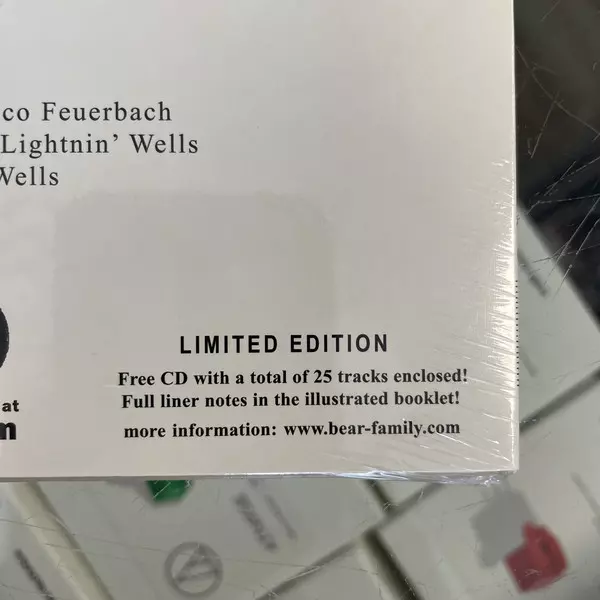 co Feuerbach
Lightnin' Wells
Wells
LIMITED EDITION
Free CD with a total of 25 tracks enclosed!
Full liner notes in the illustrated booklet!
at
m
more information: www.bear-family.com